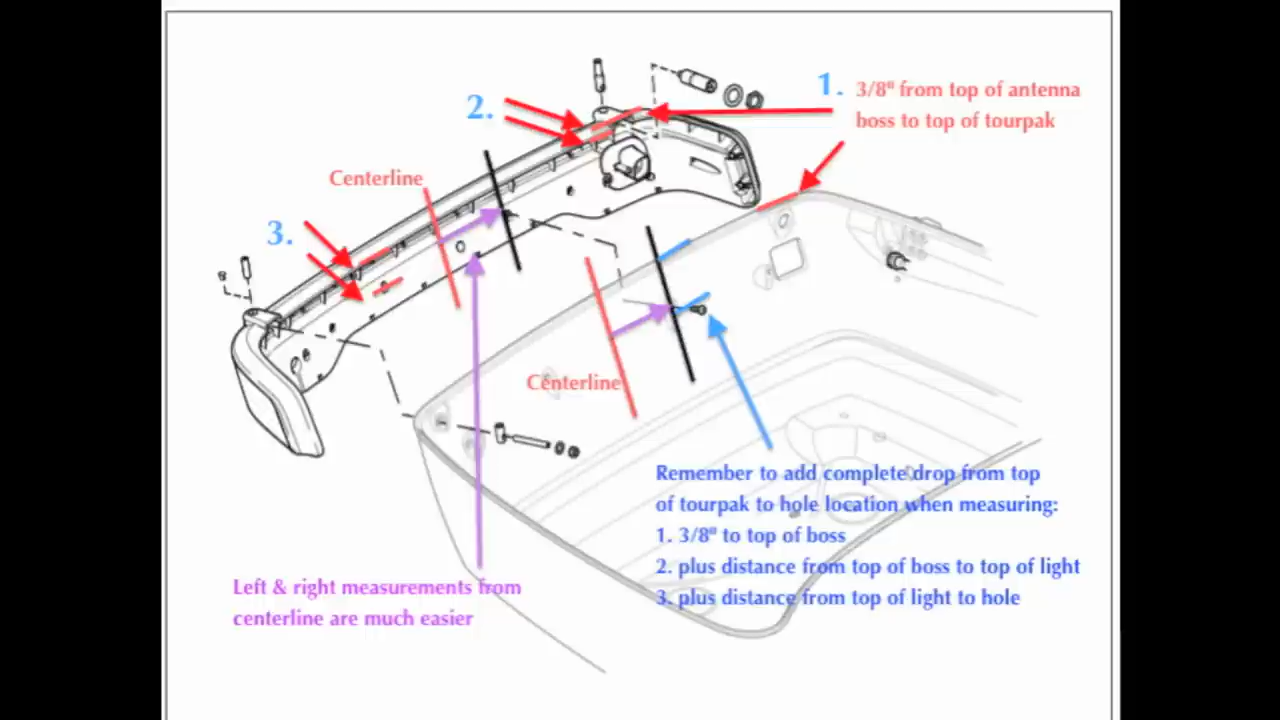 1. 3/8" from top of antenna
boss to top of tourpak
2.
Centerline
3.
Centerline
Remember to add complete drop from top
of tourpak to hole location when measuring:
1. 3/8" to top of boss
2. plus distance from top of boss to top of light
3. plus distance from top of light to hole
Left & right measurements from
centerline are much easier